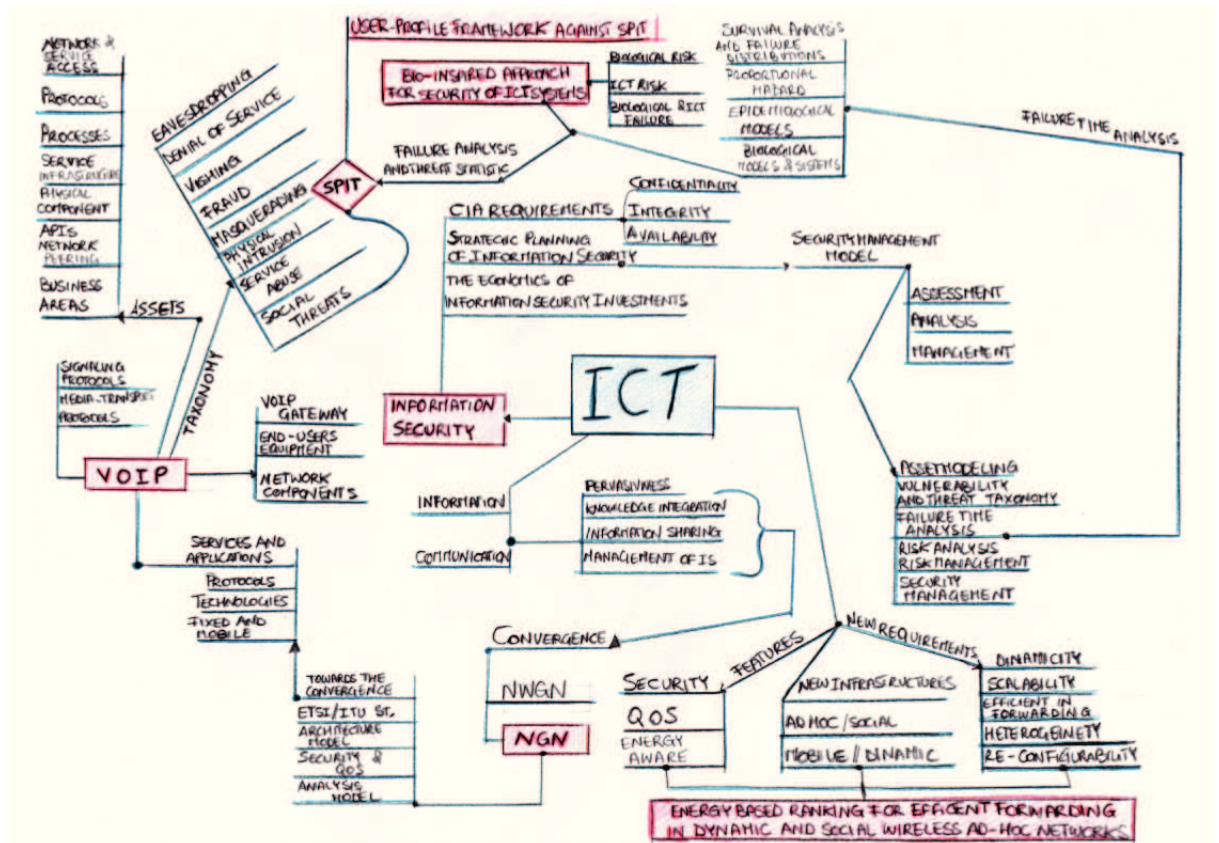 USER-PROFILE FRAMEWORK AGAINST SPIT
BIO-INSPIRED APPROACH
FOR SECURITY OF ICT SYSTEMS
BIOLOGICAL RISK
ICT RISK
BIOLOGICAL & ICT
FAILURE
SURVIVAL ANALYSIS
AND FAILURE
DISTRIBUTIONS
PROPORTIONAL
HAZARD
EPIDEMIOLOGICAL
MODELS
BIOLOGICAL
MODELS & SYSTEMS
FAILURE TIME ANALYSIS
FAILURE ANALYSIS
AND THREAT STATISTIC
NETWORK &
SERVICE
ACCESS
PROTOCOLS
PROCESSES
SERVICE
INFRASTRUCTURE
PHYSICAL
COMPONENT
APIS
NETWORK
PEERING
BUSINESS
AREAS
ASSETS
EAVESDROPPING
DENIAL OF SERVICE
VISHING
FRAUD
MASQUERADING
PHYSICAL
INTRUSION
SERVICE
ABUSE
SOCIAL
THREATS
SPIT
TAXONOMY
CIA REQUIREMENTS
CONFIDENTIALITY
INTEGRITY
AVAILABILITY
STRATEGIC PLANNING
OF INFORMATION SECURITY
THE ECONOMICS OF
INFORMATION SECURITY INVESTMENTS
SECURITY MANAGEMENT
MODEL
ASSESSMENT
ANALYSIS
MANAGEMENT
ICT
INFORMATION
SECURITY
SIGNALING
PROTOCOLS
MEDIA-TRANSPORT
PROTOCOLS
VOIP
VOIP
GATEWAY
END-USERS
EQUIPMENT
NETWORK
COMPONENTS
ASSET MODELING
VULNERABILITY
AND THREAT TAXONOMY
FAILURE TIME
ANALYSIS
RISK ANALYSIS
RISK MANAGEMENT
SECURITY
MANAGEMENT
INFORMATION
COMMUNICATION
PERVASIVNESS
KNOWLEDGE INTEGRATION
INFORMATION SHARING
MANAGEMENT OF IS
SERVICES AND
APPLICATIONS
PROTOCOLS
TECHNOLOGIES
FIXED AND
MOBILE
CONVERGENCE
NWGN
NGN
TOWARDS THE
CONVERGENCE
ETSI/ITU ST.
ARCHITECTURE
MODEL
SECURITY &
QOS
ANALYSIS
MODEL
FEATURES
SECURITY
QOS
ENERGY
AWARE
NEW INFRASTRUCTURES
AD HOC / SOCIAL
MOBILE // DINAMIC
NEW REQUIREMENTS
DINAMICITY
SCALABILITY
EFFICIENT IN
FORWARDING
HETEROGEINETY
RE-CONFIGURABILITY
ENERGY BASED RANKING FOR EFFICENT FORWARDING
IN DYNAMIC AND SOCIAL WIRELESS AD-HOC NETWORKS